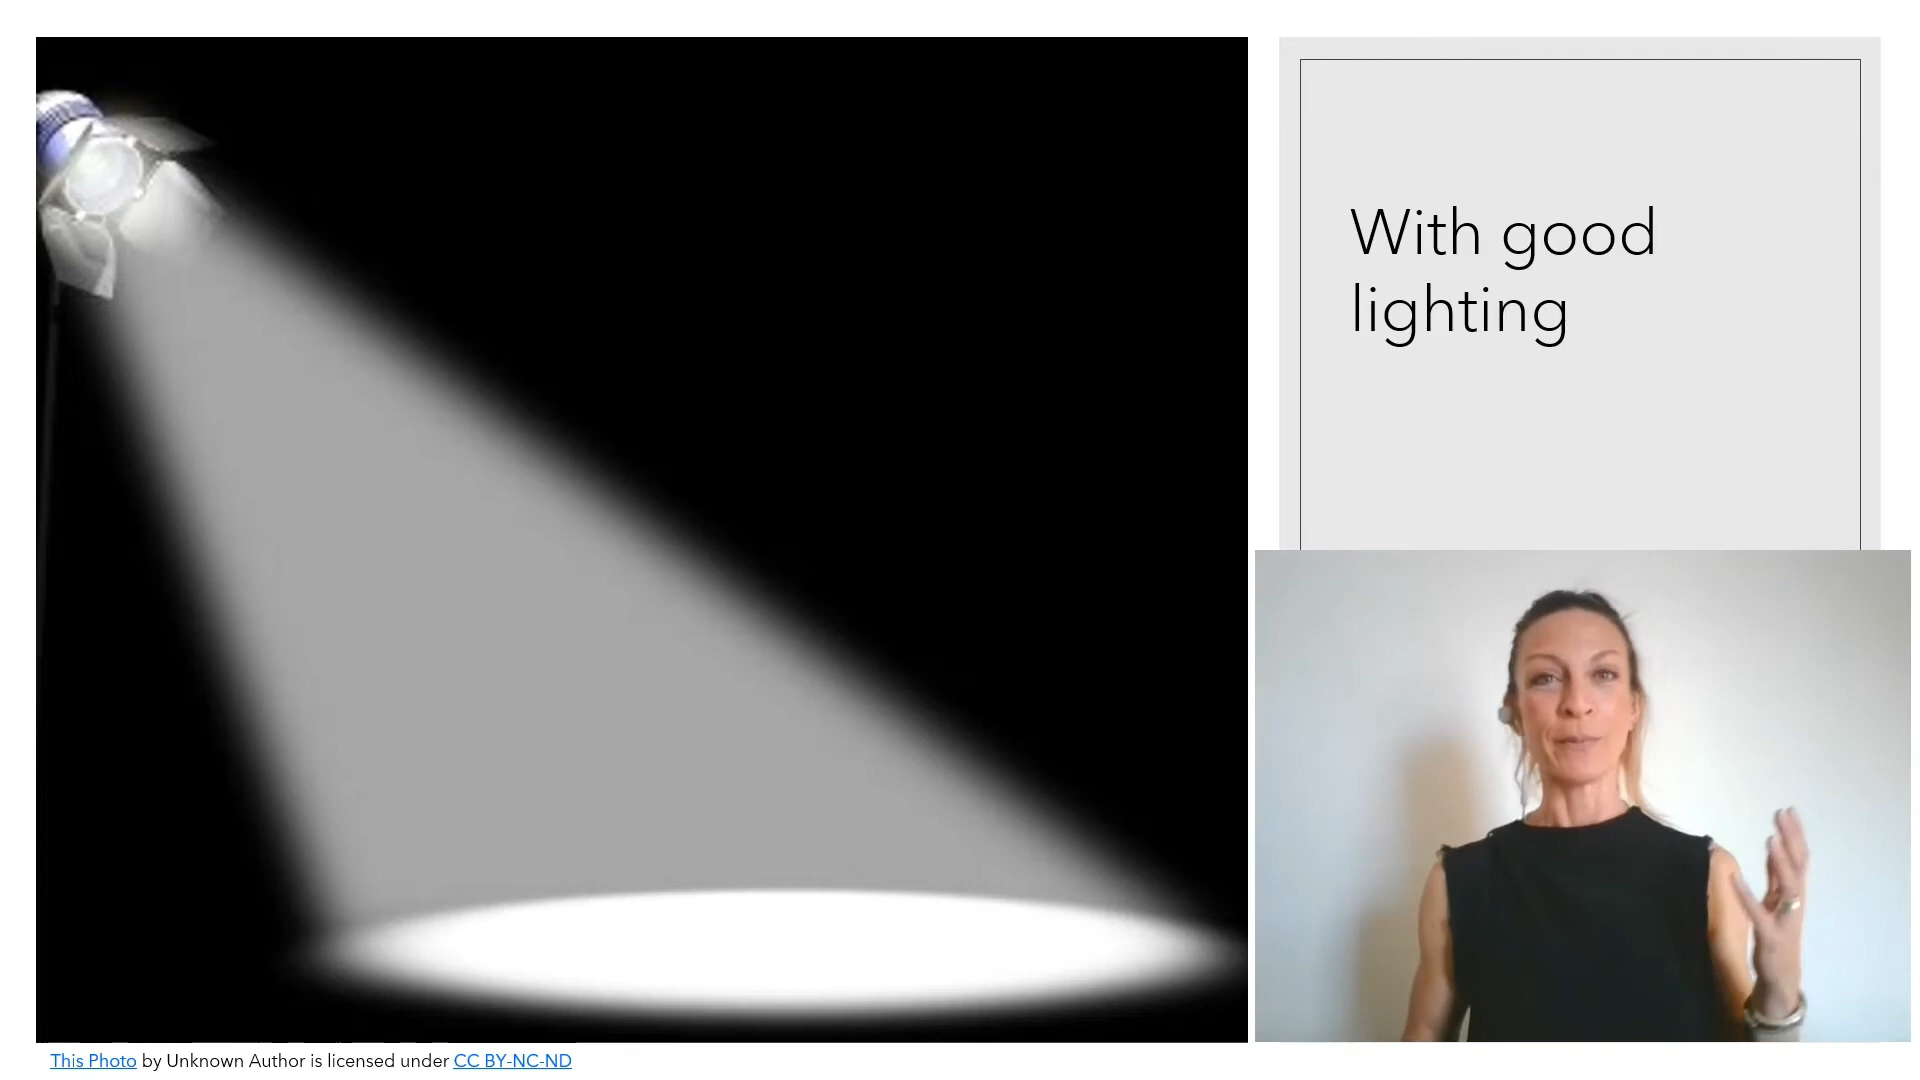 With good
lighting
This Photo by Unknown Author is licensed under CC BY-NC-ND